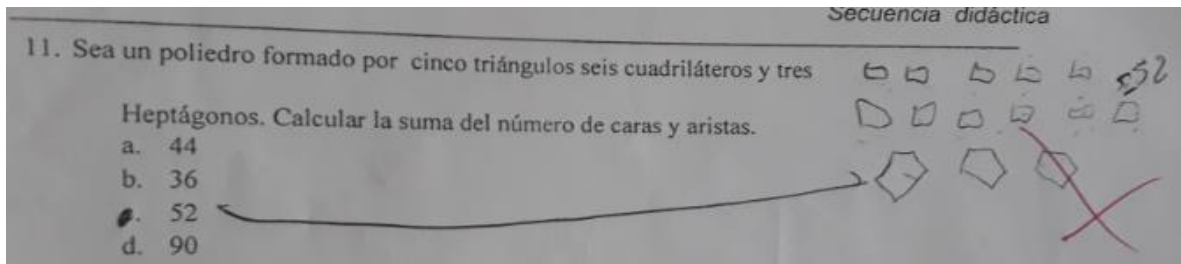 Secuencia didáctica
11. Sea un poliedro formado por cinco triángulos seis cuadriláteros y tres
52
Heptágonos. Calcular la suma del número de caras y aristas.
a. 44
b. 36
. 52
d. 90